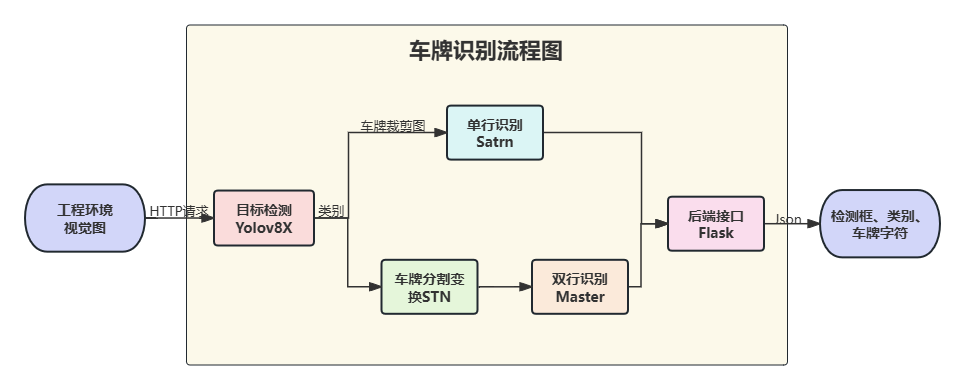 车牌识别流程图
工程环境
视觉图
HTTP请求
目标检测
Yolov8X
类别
车牌裁剪图
单行识别
Satrn
车牌分割变
换STN
双行识别
Master
后端接口
Flask
Json
检测框、类别、
车牌字符